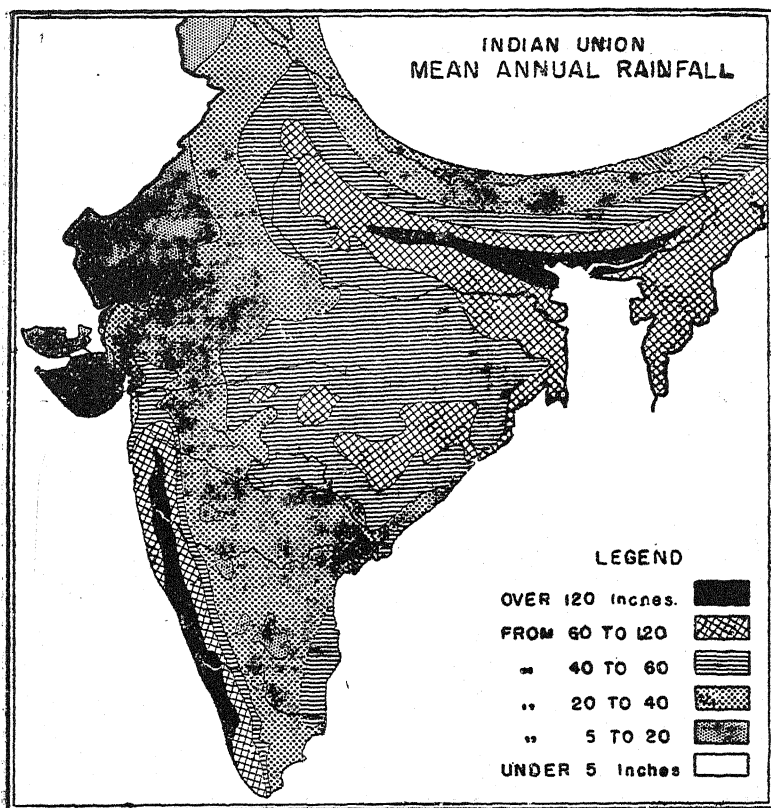 INDIAN UNION
MEAN ANNUAL RAINFALL
LEGEND
OVER 120 Incnes.
FROM 60 TO 120
" 40 TO 60
" 20 TO 40
" 5 TO 20
UNDER 5 Inches